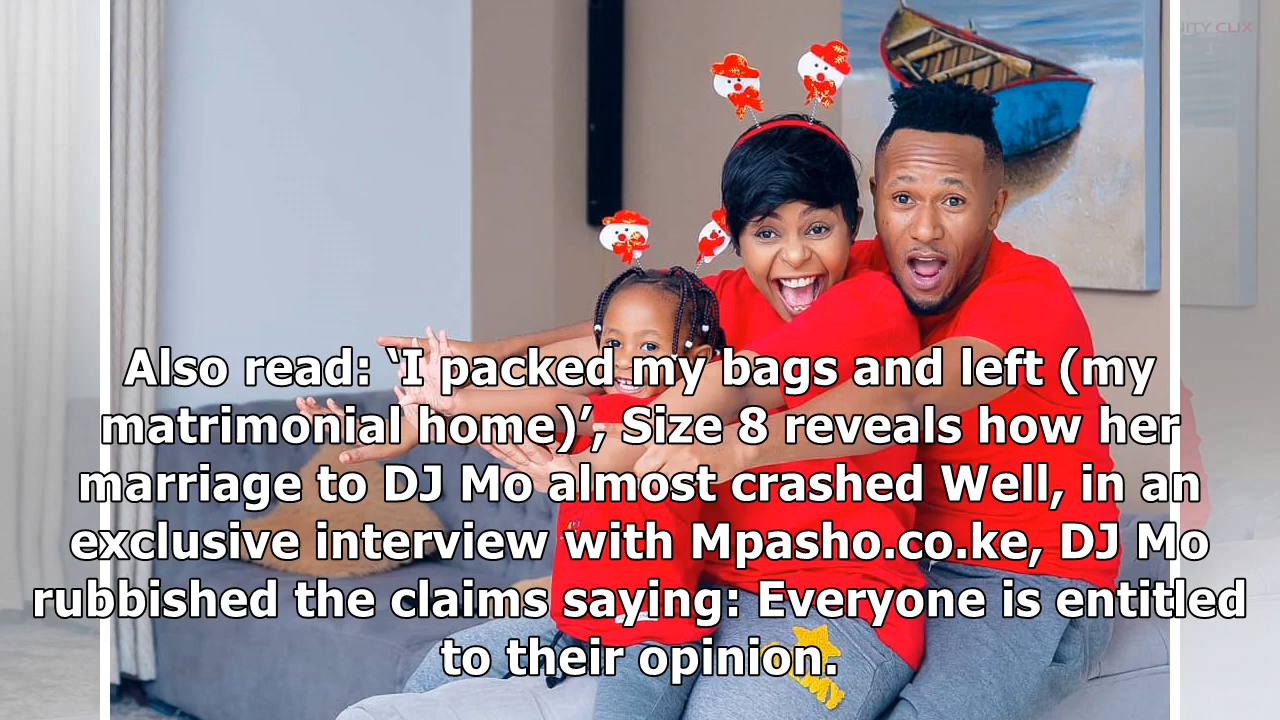 ITY CLIX
Also read: ‘I packed my bags and left (my
matrimonial home)’, Size 8 reveals how her
marriage to DJ Mo almost crashed Well, in an
exclusive interview with Mpasho.co.ke, DJ Mo
rubbished the claims saying: Everyone is entitled
to their opinion.